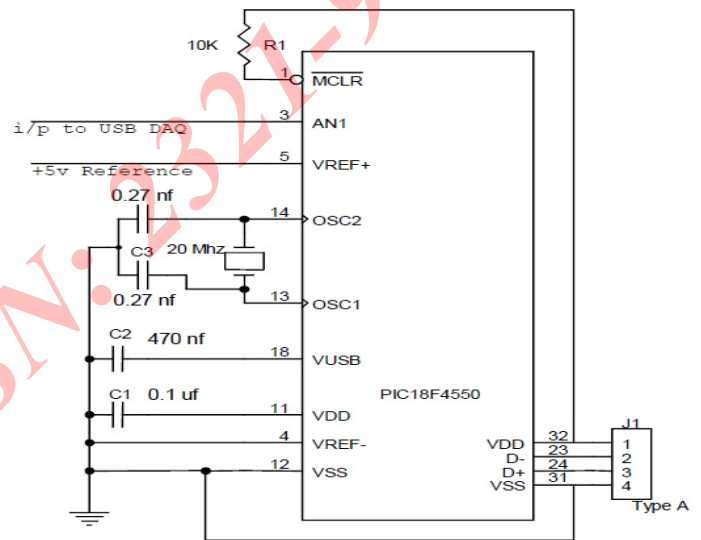 10K R1
1 MCLR
3 AN1
i/p to USB DAQ
5 VREF+
+5v Reference
0.27 nf
14 OSC2
C3 20 Mhz
0.27 nf
13 OSC1
C2 470 nf
18 VUSB
PIC18F4550
C1 0.1 uf
11 VDD
4 VREF-
12 VSS
J1
VDD 32 1
D- 23 2
D+ 24 3
VSS 31 4
Type A
N: 2321-9